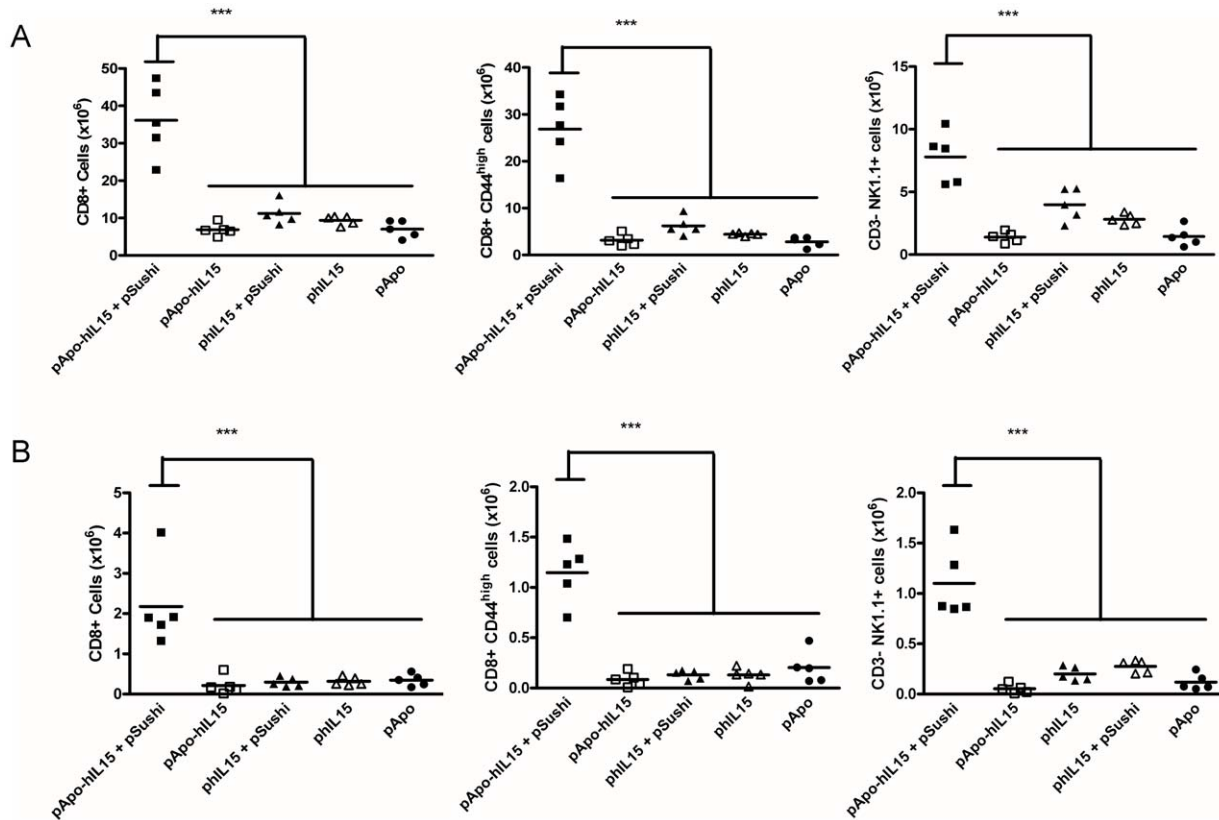 A
***
CD8+ Cells (x10⁶)
50
40
30
20
10
0
pApo-hIL15 + pSushi
pApo-hIL15
phIL15 + pSushi
phIL15
pApo
***
CD8+ CD44ʰⁱᵍʰ cells (x10⁶)
40
30
20
10
0
pApo-hIL15 + pSushi
pApo-hIL15
phIL15 + pSushi
phIL15
pApo
***
CD3- NK1.1+ cells (x10⁶)
15
10
5
0
pApo-hIL15 + pSushi
pApo-hIL15
phIL15 + pSushi
phIL15
pApo
B
***
CD8+ Cells (x10⁶)
5
4
3
2
1
0
pApo-hIL15 + pSushi
pApo-hIL15
phIL15 + pSushi
phIL15
pApo
***
CD8+ CD44ʰⁱᵍʰ cells (x10⁶)
2.0
1.5
1.0
0.5
0.0
pApo-hIL15 + pSushi
pApo-hIL15
phIL15 + pSushi
phIL15
pApo
***
CD3- NK1.1+ cells (x10⁶)
2.0
1.5
1.0
0.5
0.0
pApo-hIL15 + pSushi
pApo-hIL15
phIL15
phIL15 + pSushi
pApo